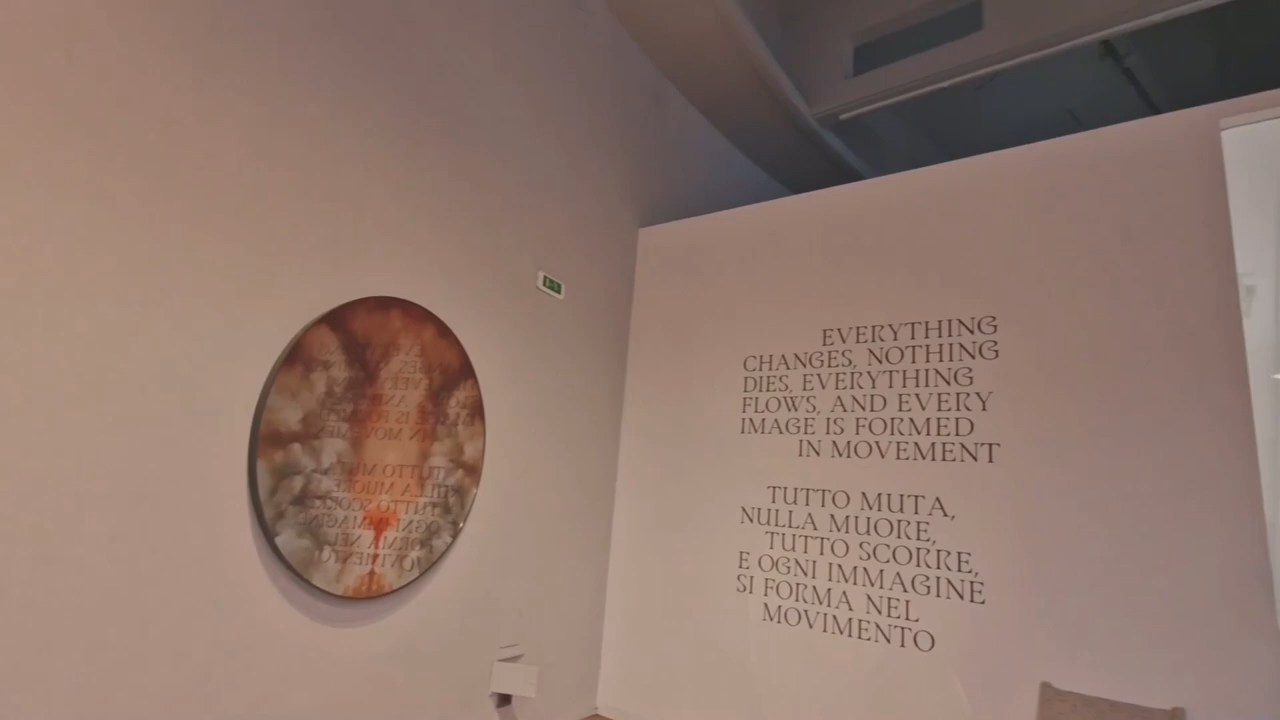 EVERYTHING
CHANGES, NOTHING
DIES, EVERYTHING
FLOWS, AND EVERY
IMAGE IS FORMED
IN MOVEMENT
TUTTO MUTA,
NULLA MUORE,
TUTTO SCORRE,
E OGNI IMMAGINE
SI FORMA NEL
MOVIMENTO